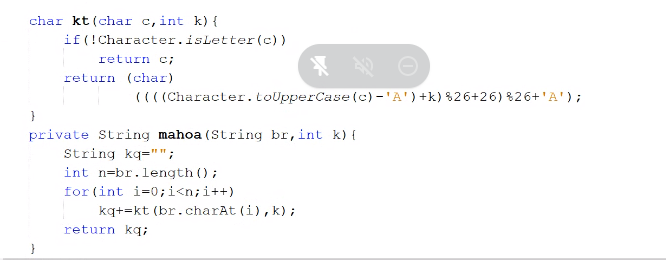 char kt(char c,int k){
if(!Character.isLetter(c))
return c;
return (char)
((((Character.toUpperCase(c)-'A')+k)%26+26)%26+'A');
}
private String mahoa(String br,int k){
String kq="";
int n=br.length();
for(int i=0;i<n;i++)
kq+=kt(br.charAt(i),k);
return kq;
}